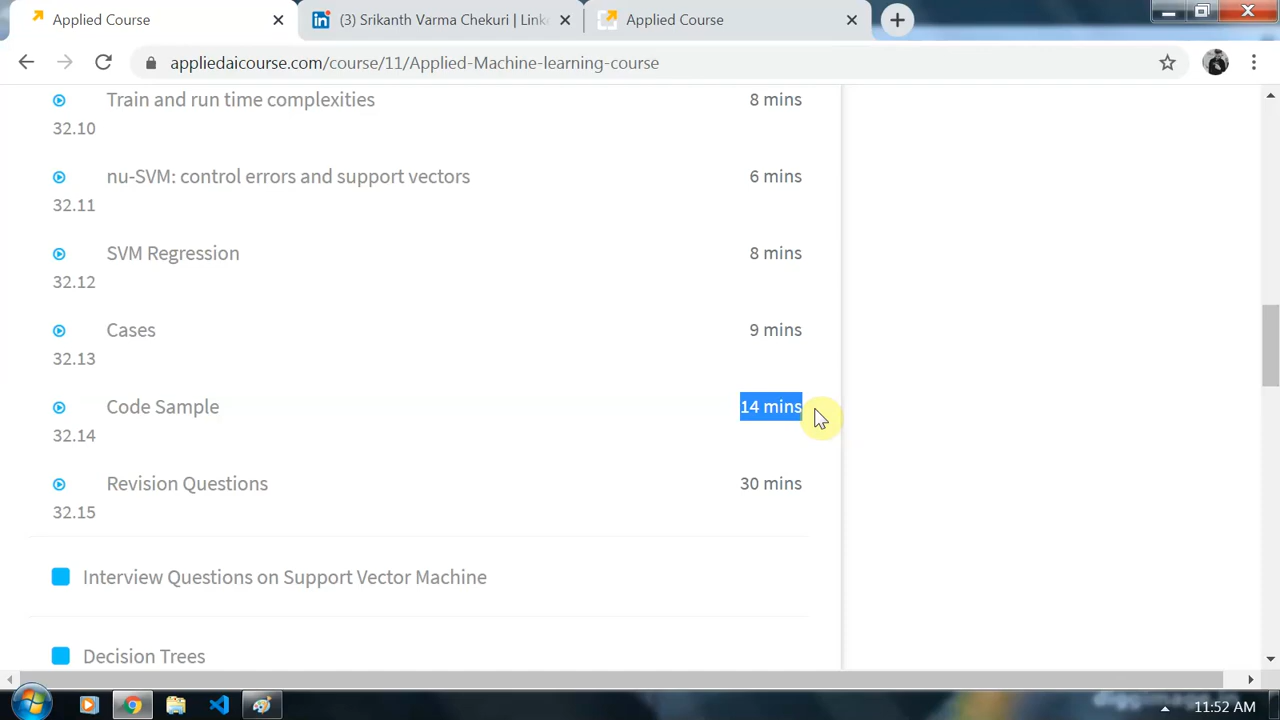 Applied Course
(3) Srikanth Varma Chekuri | Link
Applied Course
appliedaicourse.com/course/11/Applied-Machine-learning-course
Train and run time complexities 8 mins
32.10
nu-SVM: control errors and support vectors 6 mins
32.11
SVM Regression 8 mins
32.12
Cases 9 mins
32.13
Code Sample 14 mins
32.14
Revision Questions 30 mins
32.15
Interview Questions on Support Vector Machine
Decision Trees
11:52 AM